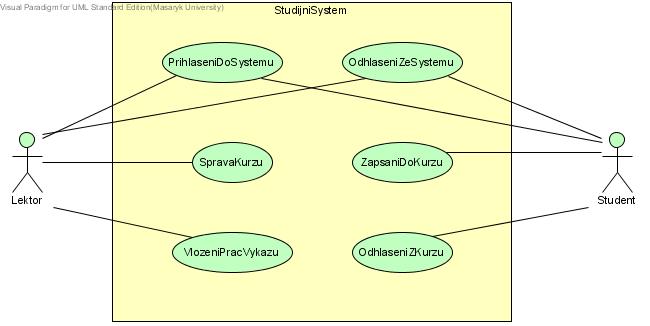 Visual Paradigm for UML Standard Edition(Masaryk University)
StudijniSystem
PrihlaseniDoSystemu
OdhlaseniZeSystemu
SpravaKurzu
ZapsaniDoKurzu
Lektor
Student
VlozeniPracVykazu
OdhlaseniZKurzu